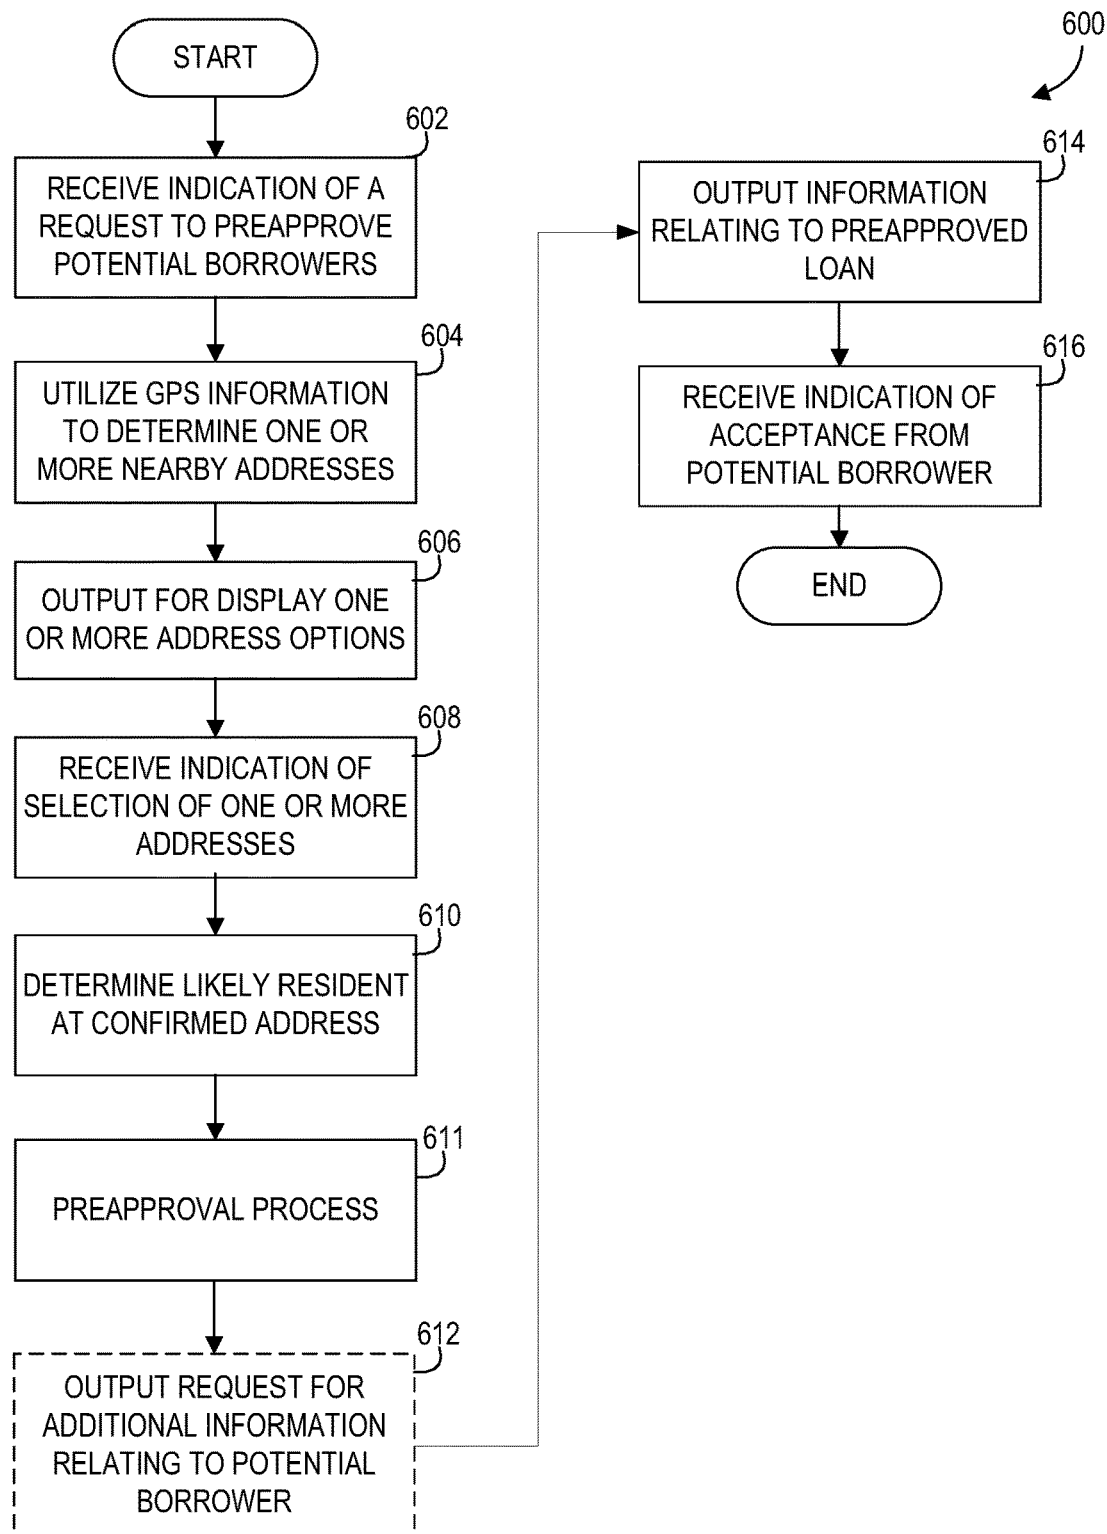 START
602
RECEIVE INDICATION OF A
REQUEST TO PREAPPROVE
POTENTIAL BORROWERS
604
UTILIZE GPS INFORMATION
TO DETERMINE ONE OR
MORE NEARBY ADDRESSES
606
OUTPUT FOR DISPLAY ONE
OR MORE ADDRESS OPTIONS
608
RECEIVE INDICATION OF
SELECTION OF ONE OR MORE
ADDRESSES
610
DETERMINE LIKELY RESIDENT
AT CONFIRMED ADDRESS
611
PREAPPROVAL PROCESS
612
OUTPUT REQUEST FOR
ADDITIONAL INFORMATION
RELATING TO POTENTIAL
BORROWER
600
614
OUTPUT INFORMATION
RELATING TO PREAPPROVED
LOAN
616
RECEIVE INDICATION OF
ACCEPTANCE FROM
POTENTIAL BORROWER
END